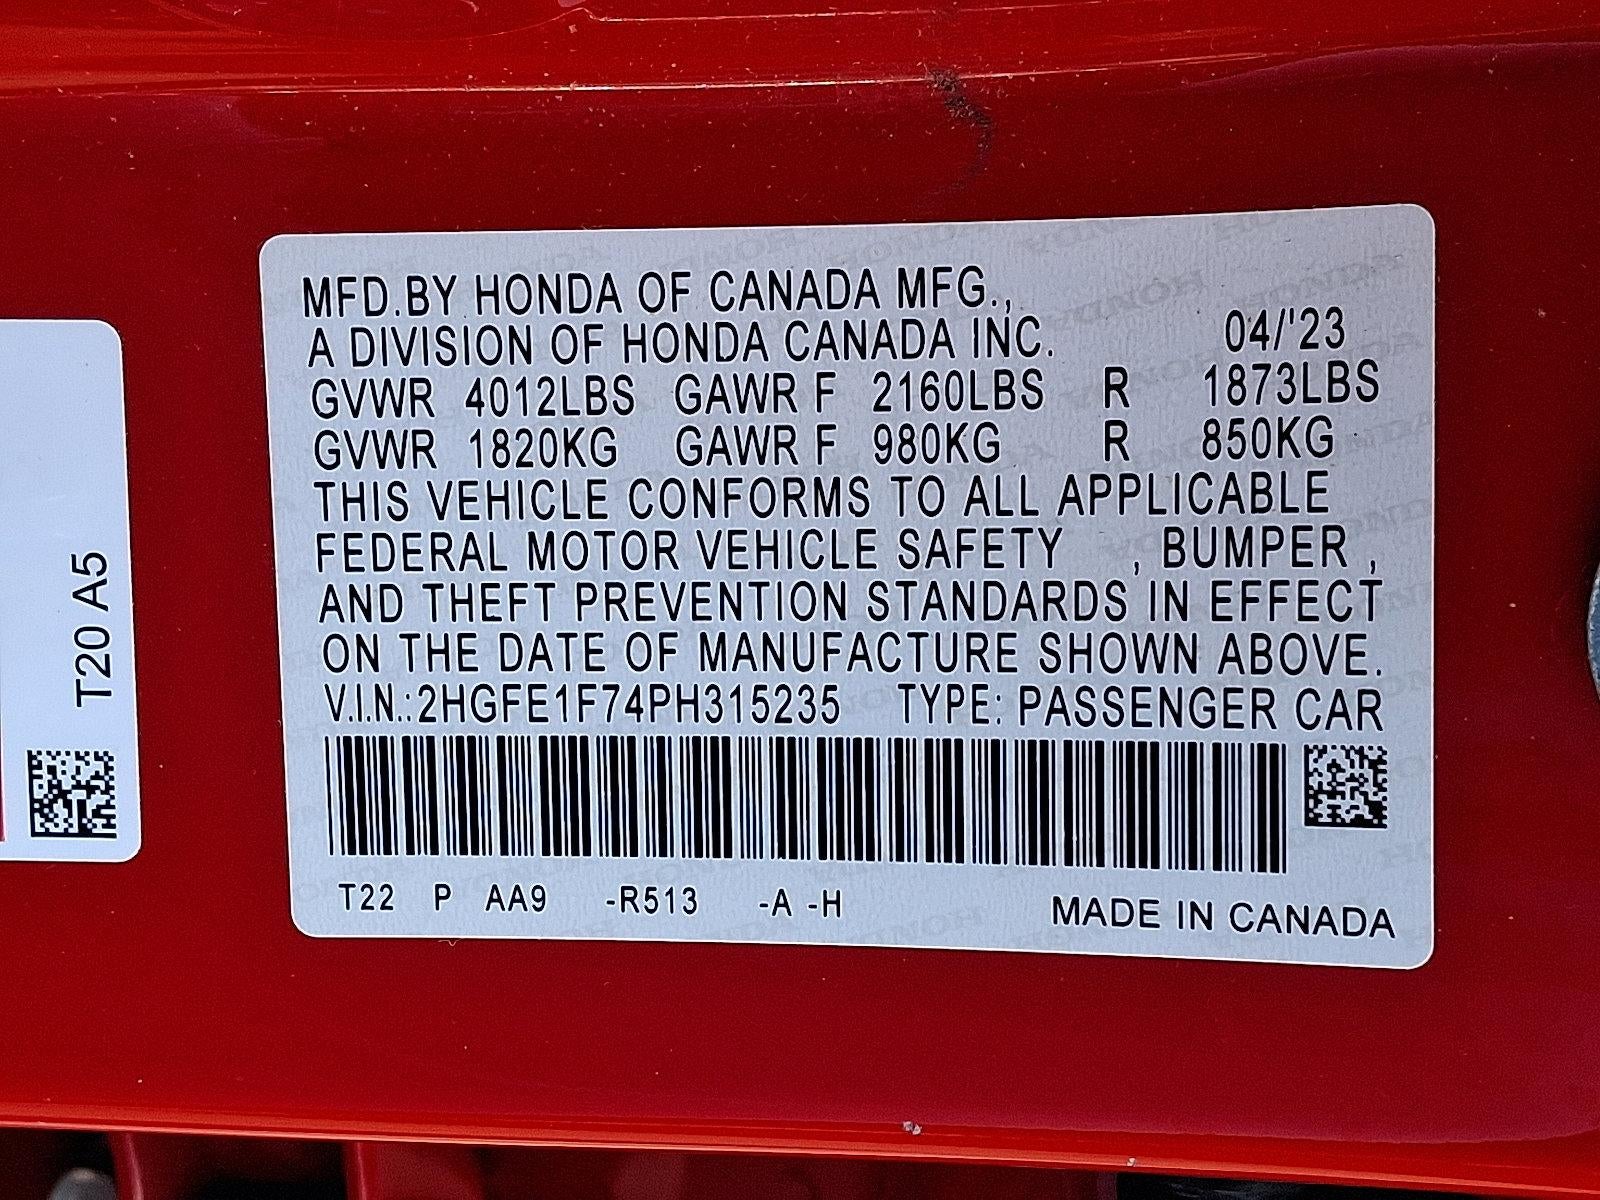 MFD.BY HONDA OF CANADA MFG.,
A DIVISION OF HONDA CANADA INC. 04/'23
GVWR 4012LBS GAWR F 2160LBS R 1873LBS
GVWR 1820KG GAWR F 980KG R 850KG
THIS VEHICLE CONFORMS TO ALL APPLICABLE
FEDERAL MOTOR VEHICLE SAFETY , BUMPER ,
AND THEFT PREVENTION STANDARDS IN EFFECT
ON THE DATE OF MANUFACTURE SHOWN ABOVE.
V.I.N.:2HGFE1F74PH315235 TYPE: PASSENGER CAR
T22 P AA9 -R513 -A -H MADE IN CANADA
T20 A5